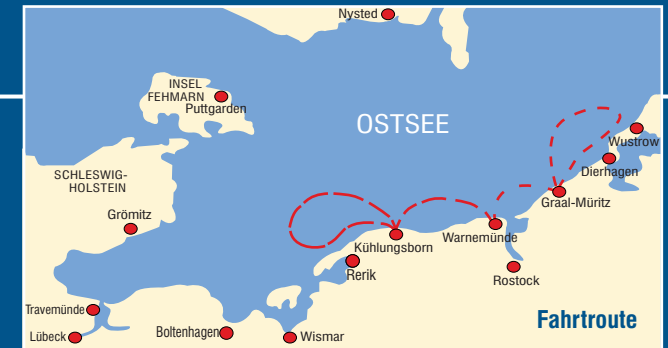 Nysted
INSEL
FEHMARN
Puttgarden
OSTSEE
Wustrow
Dierhagen
SCHLESWIG-
HOLSTEIN
Graal-Müritz
Grömitz
Kühlungsborn
Warnemünde
Rerik
Rostock
Travemünde
Fahrtroute
Lübeck
Boltenhagen
Wismar